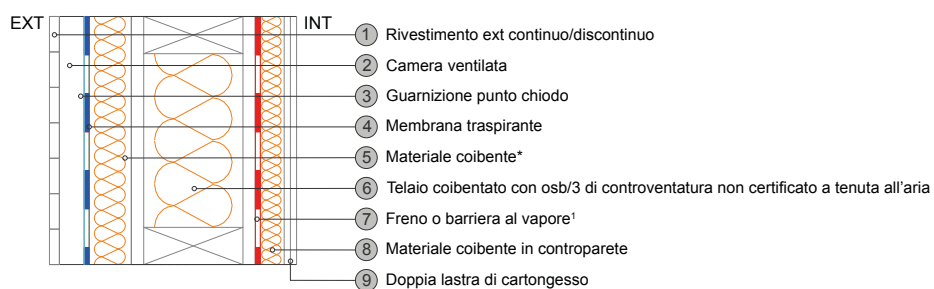 EXT INT
1 Rivestimento ext continuo/discontinuo
2 Camera ventilata
3 Guarnizione punto chiodo
4 Membrana traspirante
5 Materiale coibente*
6 Telaio coibentato con osb/3 di controventatura non certificato a tenuta all'aria
7 Freno o barriera al vapore¹
8 Materiale coibente in controparete
9 Doppia lastra di cartongesso